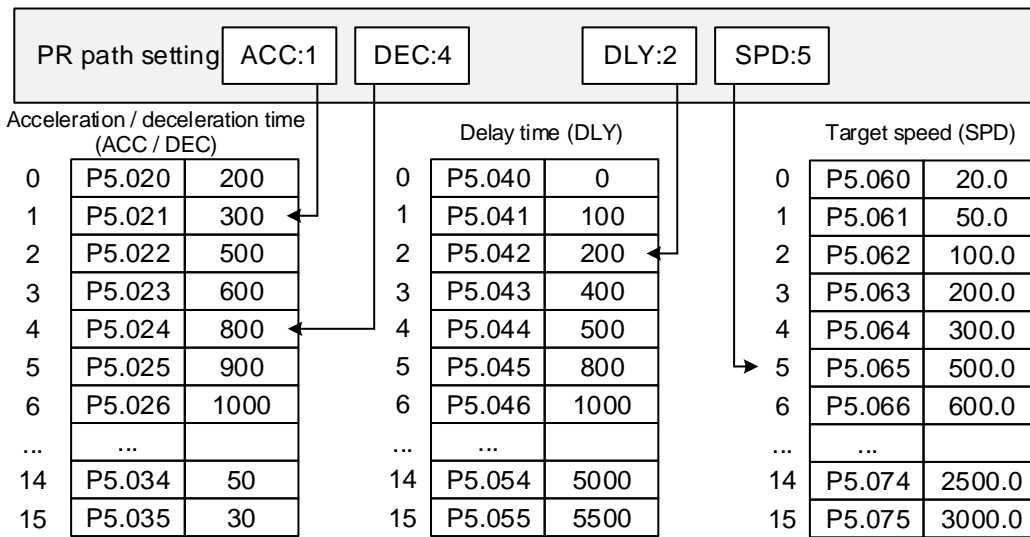 PR path setting ACC:1 DEC:4 DLY:2 SPD:5
Acceleration / deceleration time
(ACC / DEC)
0 P5.020 200
1 P5.021 300
2 P5.022 500
3 P5.023 600
4 P5.024 800
5 P5.025 900
6 P5.026 1000
... ...
14 P5.034 50
15 P5.035 30
Delay time (DLY)
0 P5.040 0
1 P5.041 100
2 P5.042 200
3 P5.043 400
4 P5.044 500
5 P5.045 800
6 P5.046 1000
... ...
14 P5.054 5000
15 P5.055 5500
Target speed (SPD)
0 P5.060 20.0
1 P5.061 50.0
2 P5.062 100.0
3 P5.063 200.0
4 P5.064 300.0
5 P5.065 500.0
6 P5.066 600.0
... ...
14 P5.074 2500.0
15 P5.075 3000.0